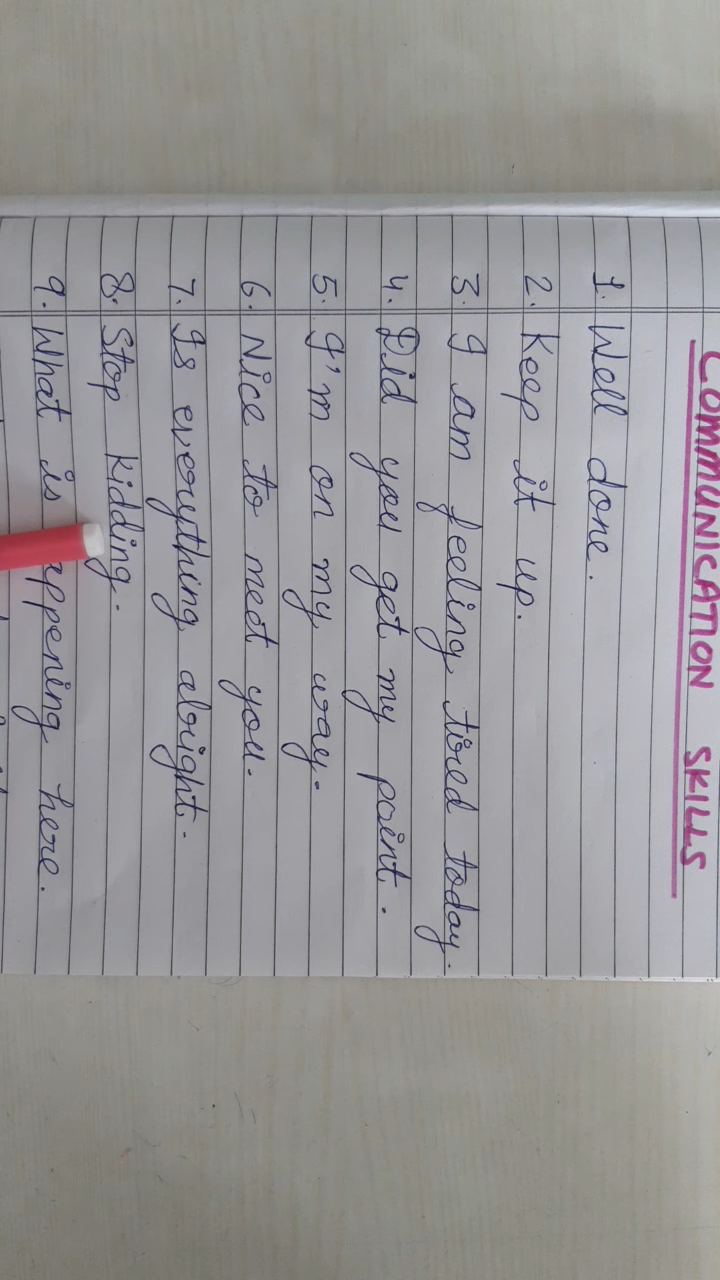 COMMUNICATION SKILLS
1. Well done.
2. Keep it up.
3. I am feeling tired today.
4. Did you get my point.
5. I'm on my way.
6. Nice to meet you.
7. Is everything alright.
8. Stop kidding.
9. What is appening here.